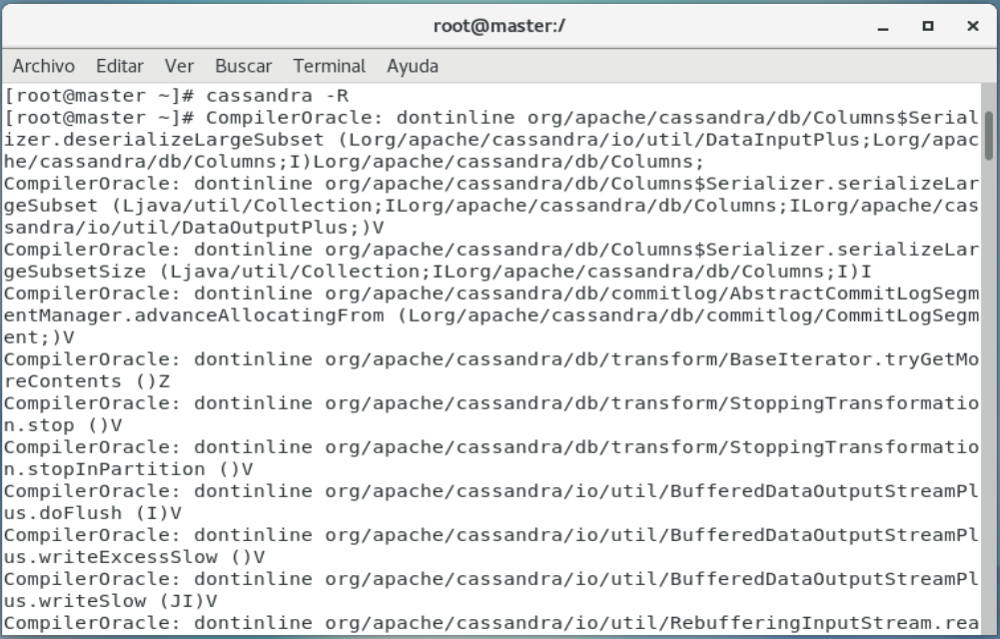 root@master:/
Archivo Editar Ver Buscar Terminal Ayuda
[root@master ~]# cassandra -R
[root@master ~]# CompilerOracle: dontinline org/apache/cassandra/db/Columns$Serial
izer.deserializeLargeSubset (Lorg/apache/cassandra/io/util/DataInputPlus;Lorg/apac
he/cassandra/db/Columns;I)Lorg/apache/cassandra/db/Columns;
CompilerOracle: dontinline org/apache/cassandra/db/Columns$Serializer.serializeLar
geSubset (Ljava/util/Collection;ILorg/apache/cassandra/db/Columns;ILorg/apache/cas
sandra/io/util/DataOutputPlus;)V
CompilerOracle: dontinline org/apache/cassandra/db/Columns$Serializer.serializeLar
geSubsetSize (Ljava/util/Collection;ILorg/apache/cassandra/db/Columns;I)I
CompilerOracle: dontinline org/apache/cassandra/db/commitlog/AbstractCommitLogSegm
entManager.advanceAllocatingFrom (Lorg/apache/cassandra/db/commitlog/CommitLogSegm
ent;)V
CompilerOracle: dontinline org/apache/cassandra/db/transform/BaseIterator.tryGetMo
reContents ()Z
CompilerOracle: dontinline org/apache/cassandra/db/transform/StoppingTransformatio
n.stop ()V
CompilerOracle: dontinline org/apache/cassandra/db/transform/StoppingTransformatio
n.stopInPartition ()V
CompilerOracle: dontinline org/apache/cassandra/io/util/BufferedDataOutputStreamPl
us.doFlush (I)V
CompilerOracle: dontinline org/apache/cassandra/io/util/BufferedDataOutputStreamPl
us.writeExcessSlow ()V
CompilerOracle: dontinline org/apache/cassandra/io/util/BufferedDataOutputStreamPl
us.writeSlow (JI)V
CompilerOracle: dontinline org/apache/cassandra/io/util/RebufferingInputStream.rea